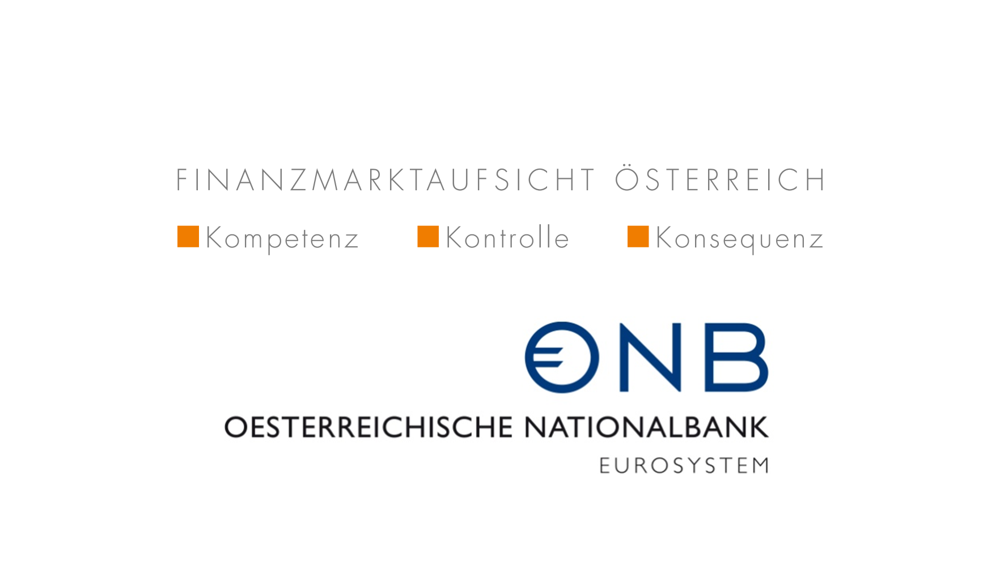 FINANZMARKTAUFSICHT ÖSTERREICH
Kompetenz Kontrolle Konsequenz
ONB
OESTERREICHISCHE NATIONALBANK
EUROSYSTEM